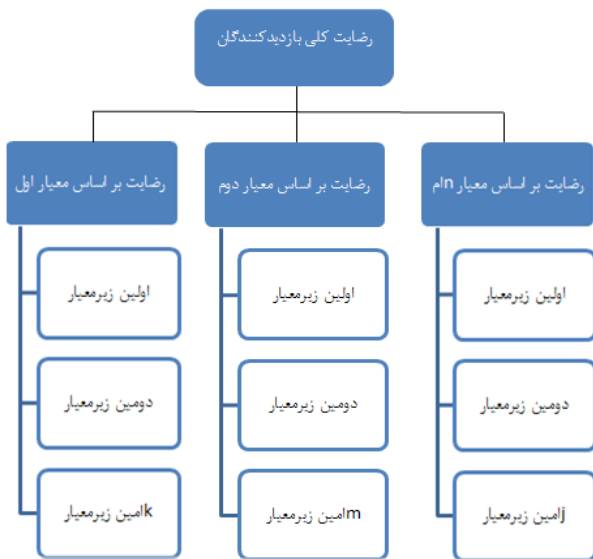 رضایت کلی بازدیدکنندگان
رضایت بر اساس معیار اول
رضایت بر اساس معیار دوم
رضایت بر اساس معیار nام
اولین زیرمعیار
اولین زیرمعیار
اولین زیرمعیار
دومین زیرمعیار
دومین زیرمعیار
دومین زیرمعیار
kامین زیرمعیار
mامین زیرمعیار
jامین زیرمعیار